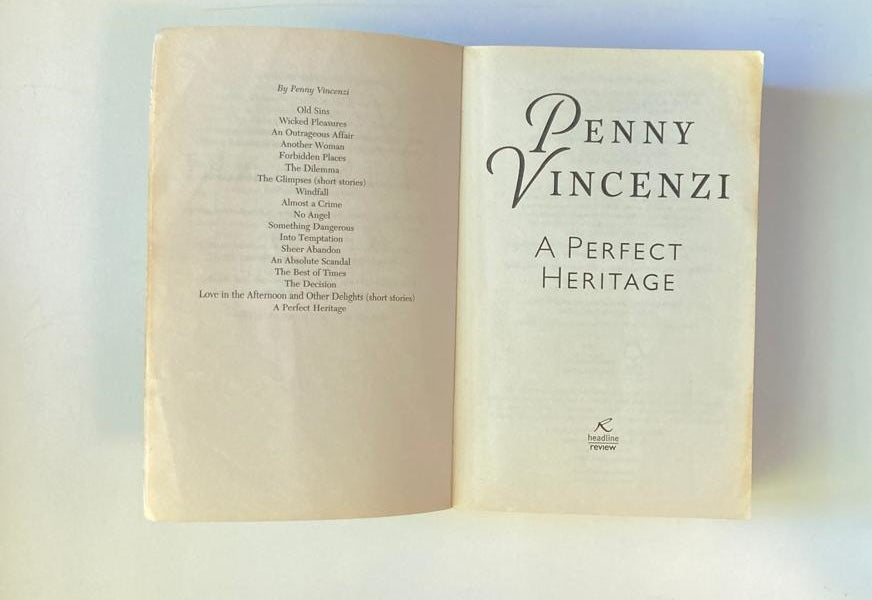 By Penny Vincenzi
Old Sins
Wicked Pleasures
An Outrageous Affair
Another Woman
Forbidden Places
The Dilemma
The Glimpses (short stories)
Windfall
Almost a Crime
No Angel
Something Dangerous
Into Temptation
Sheer Abandon
An Absolute Scandal
The Best of Times
The Decision
Love in the Afternoon and Other Delights (short stories)
A Perfect Heritage
PENNY
VINCENZI
A PERFECT
HERITAGE
headline
review